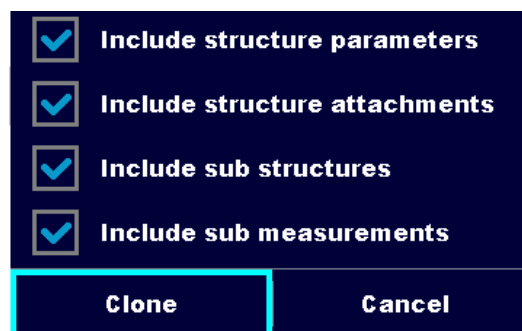 Include structure parameters
Include structure attachments
Include sub structures
Include sub measurements
Clone Cancel